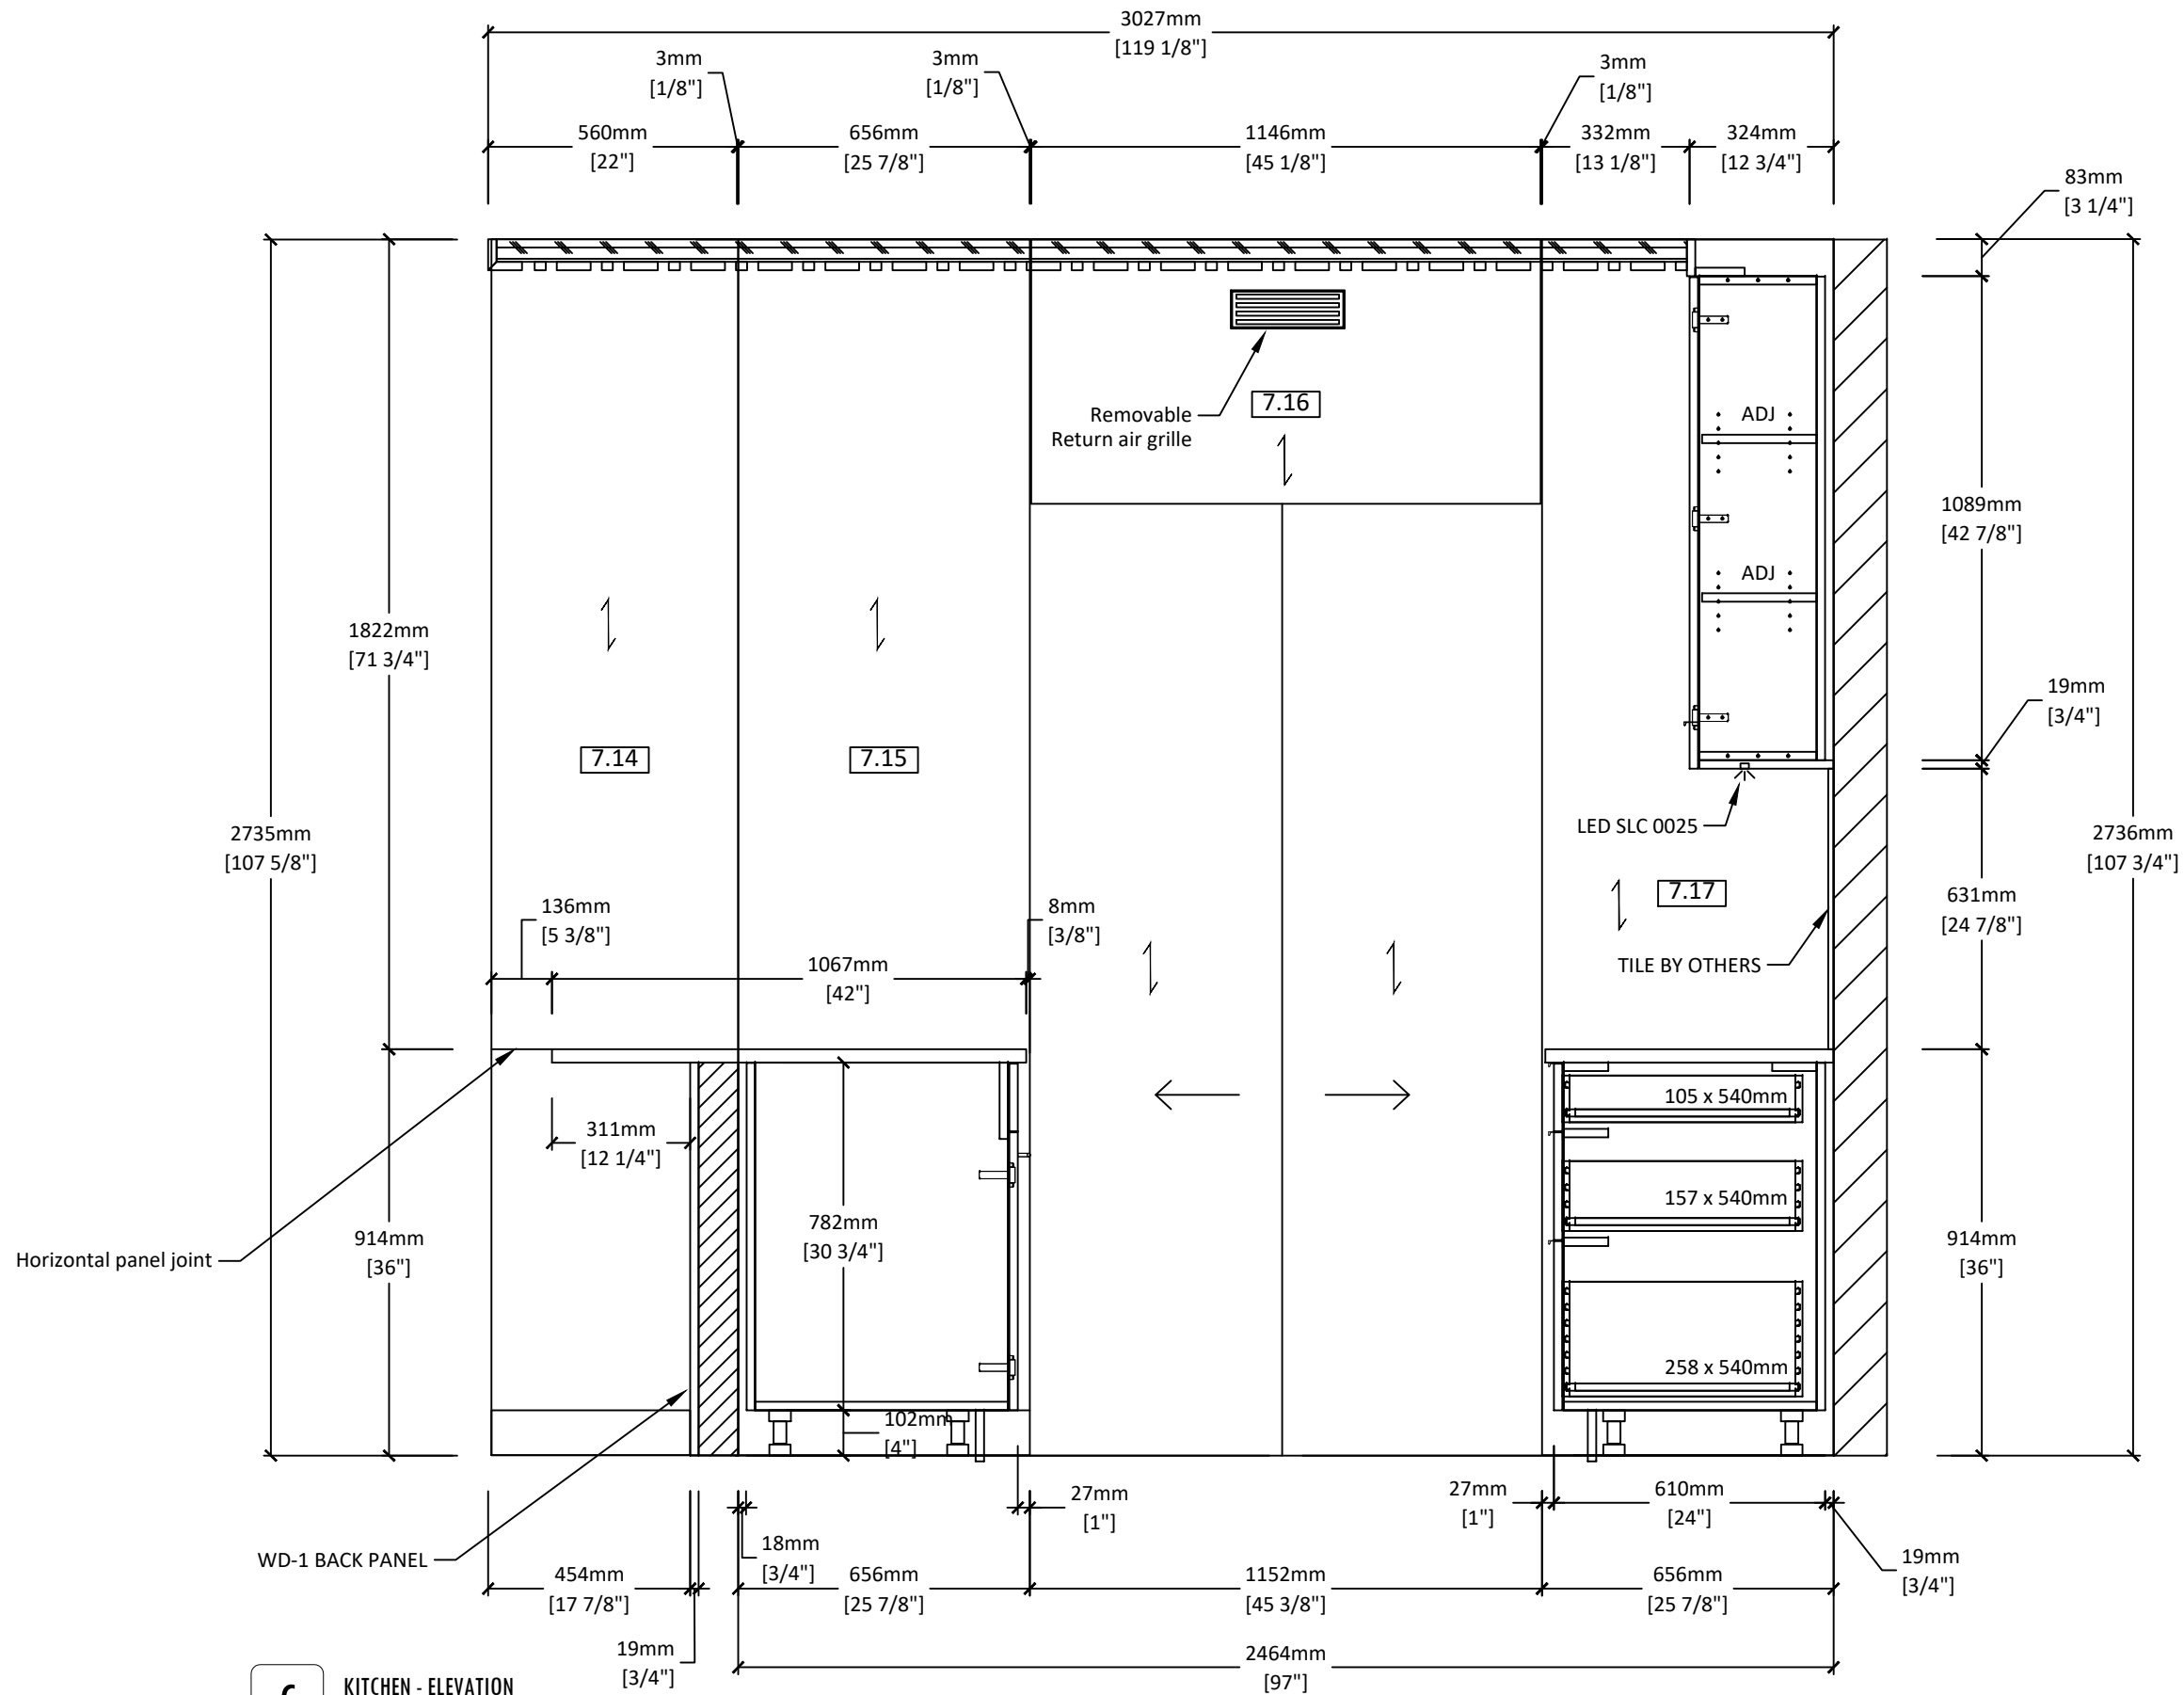 3027mm
[119 1/8"]
3mm
[1/8"]
3mm
[1/8"]
3mm
[1/8"]
560mm
[22"]
656mm
[25 7/8"]
1146mm
[45 1/8"]
332mm
[13 1/8"]
324mm
[12 3/4"]
83mm
[3 1/4"]
7.16
Removable
Return air grille
ADJ
ADJ
1089mm
[42 7/8"]
1822mm
[71 3/4"]
19mm
[3/4"]
7.14
7.15
LED SLC 0025
2735mm
[107 5/8"]
2736mm
[107 3/4"]
7.17
136mm
[5 3/8"]
8mm
[3/8"]
631mm
[24 7/8"]
1067mm
[42"]
TILE BY OTHERS
105 x 540mm
311mm
[12 1/4"]
157 x 540mm
782mm
[30 3/4"]
914mm
[36"]
914mm
[36"]
Horizontal panel joint
258 x 540mm
102mm
[4"]
27mm
[1"]
27mm
[1"]
610mm
[24"]
WD-1 BACK PANEL
18mm
[3/4"]
19mm
[3/4"]
454mm
[17 7/8"]
656mm
[25 7/8"]
1152mm
[45 3/8"]
656mm
[25 7/8"]
19mm
[3/4"]
2464mm
[97"]
KITCHEN - ELEVATION